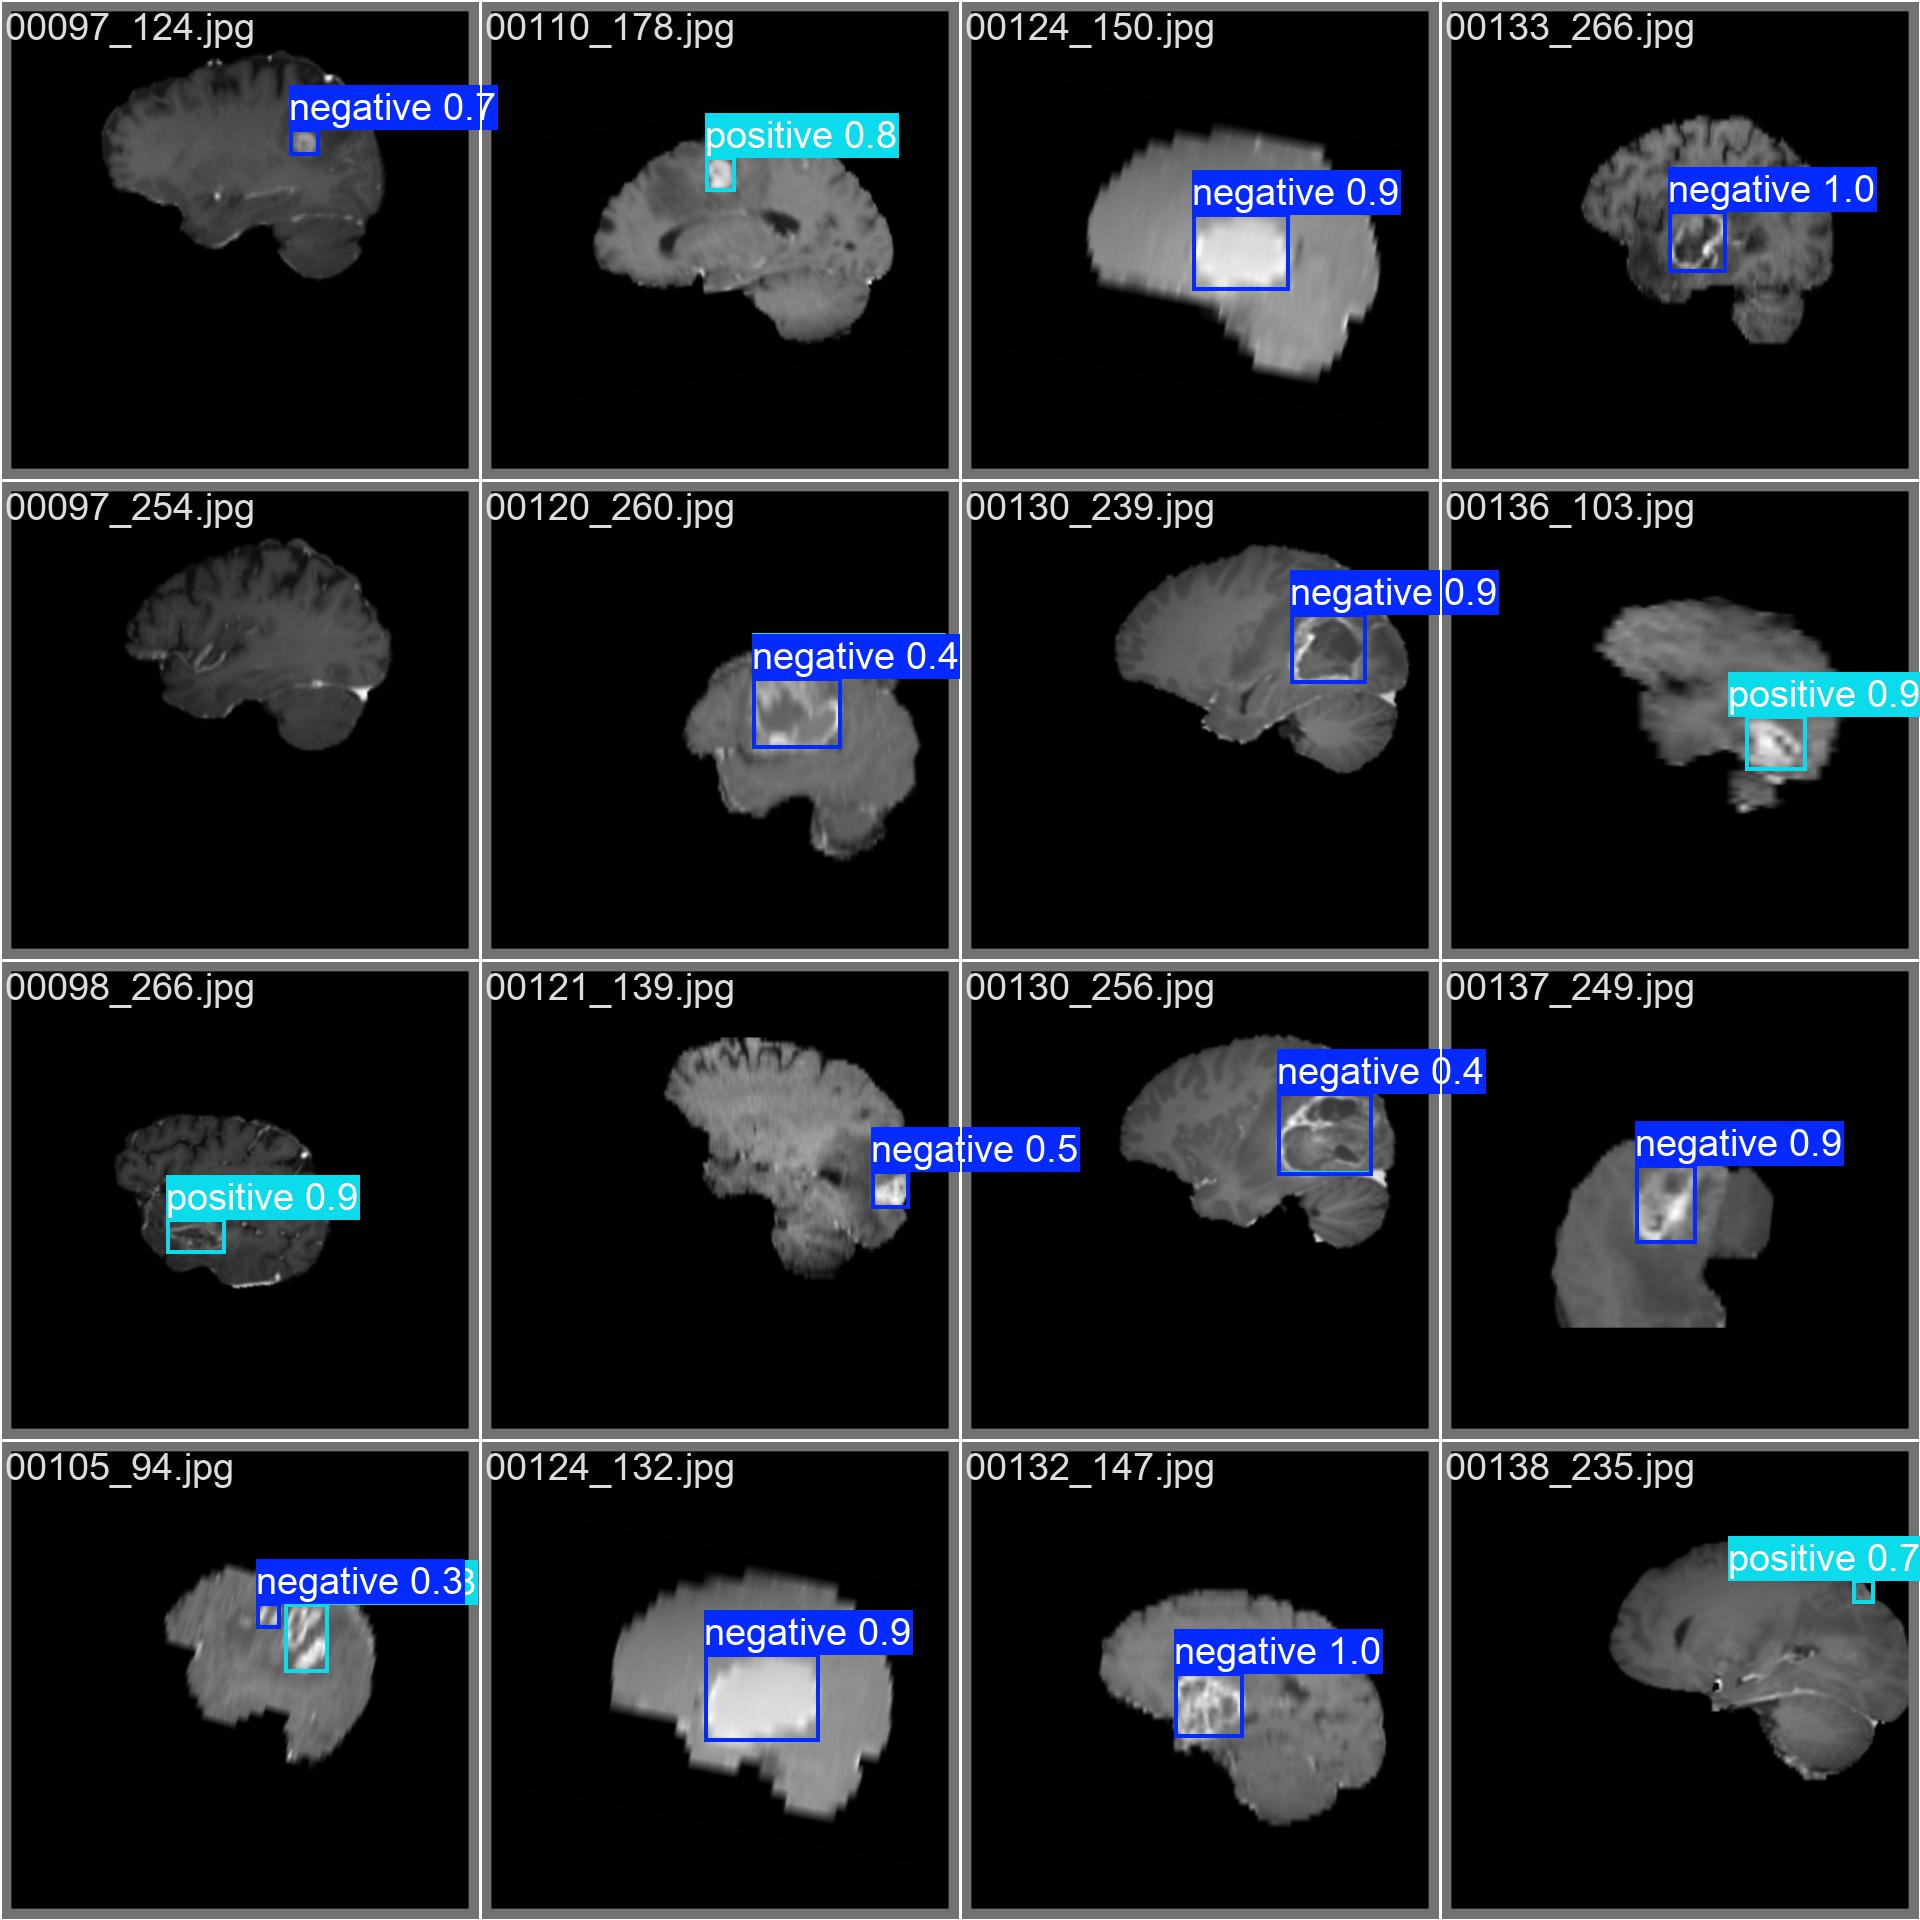 00097_124.jpg
negative 0.7
00110_178.jpg
positive 0.8
00124_150.jpg
negative 0.9
00133_266.jpg
negative 1.0
00097_254.jpg
00120_260.jpg
negative 0.4
00130_239.jpg
negative 0.9
00136_103.jpg
positive 0.9
00098_266.jpg
positive 0.9
00121_139.jpg
negative 0.5
00130_256.jpg
negative 0.4
00137_249.jpg
negative 0.9
00105_94.jpg
negative 0.3
00124_132.jpg
negative 0.9
00132_147.jpg
negative 1.0
00138_235.jpg
positive 0.7